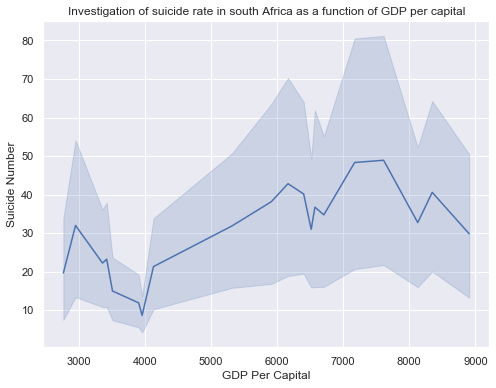 Investigation of suicide rate in south Africa as a function of GDP per capital
80
70
60
50
40
30
20
10
Suicide Number
3000 4000 5000 6000 7000 8000 9000
GDP Per Capital